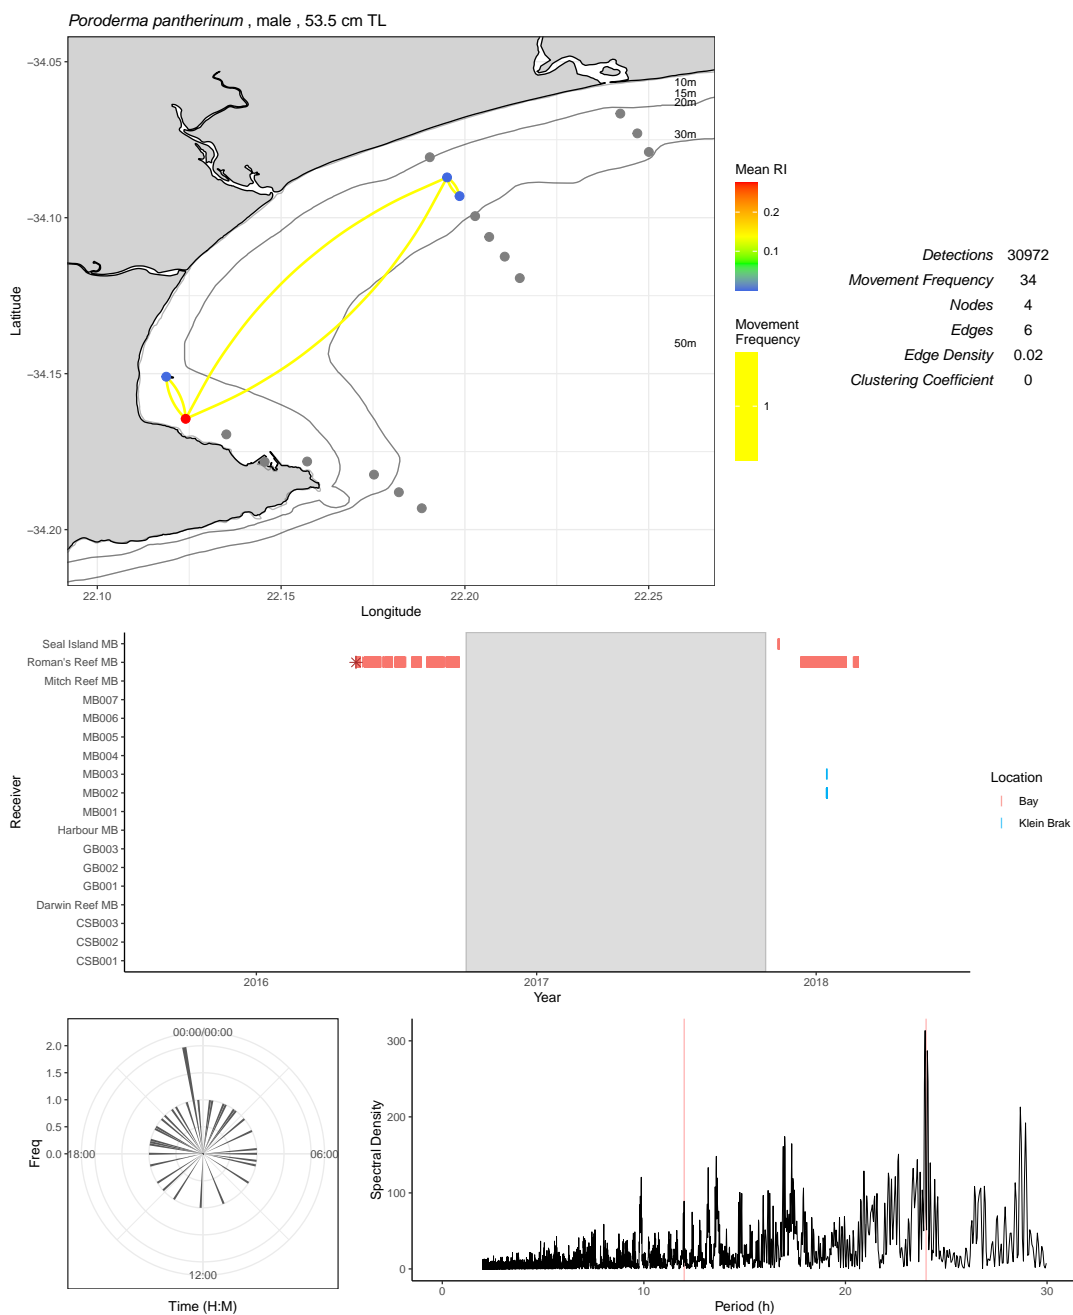 Poroderma pantherinum , male , 53.5 cm TL
−34.05
−34.10
−34.15
−34.20
Latitude
10m
15m
20m
30m
50m
22.10
22.15
22.20
22.25
Longitude
Mean RI
0.2
0.1
Movement
Frequency
1
Detections 30972
Movement Frequency 34
Nodes 4
Edges 6
Edge Density 0.02
Clustering Coefficient 0
Receiver
Seal Island MB
Roman's Reef MB
Mitch Reef MB
MB007
MB006
MB005
MB004
MB003
MB002
MB001
Harbour MB
GB003
GB002
GB001
Darwin Reef MB
CSB003
CSB002
CSB001
2016
2017
2018
Year
Location
Bay
Klein Brak
00:00/00:00
06:00
12:00
18:00
2.0
1.5
1.0
0.5
0.0
Freq
Time (H:M)
Spectral Density
300
200
100
0
0
10
20
30
Period (h)